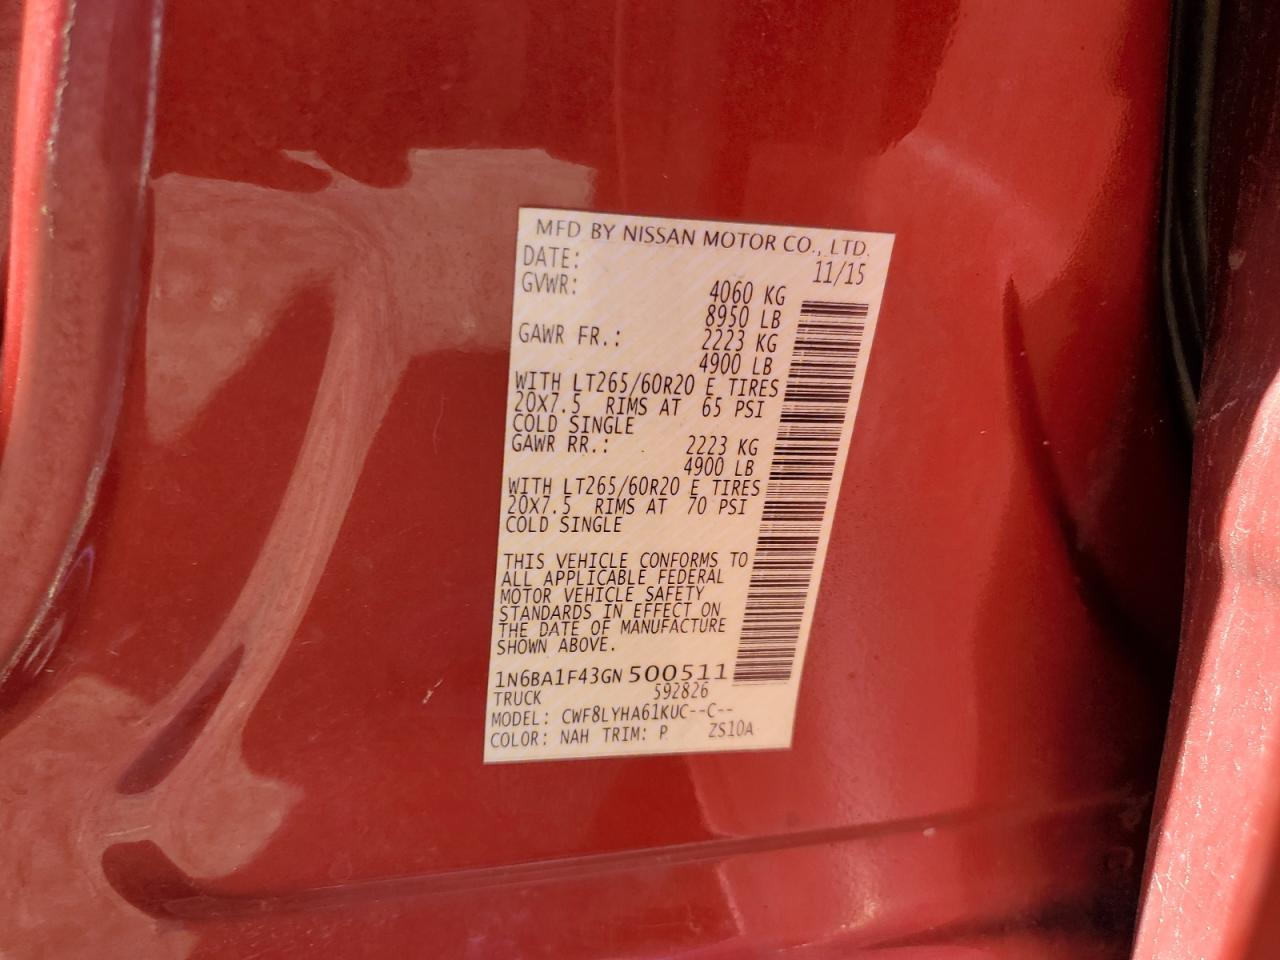 MFD BY NISSAN MOTOR CO., LTD.
DATE: 11/15
GVWR: 4060 KG
8950 LB
GAWR FR.: 2223 KG
4900 LB
WITH LT265/60R20 E TIRES
20X7.5 RIMS AT 65 PSI
COLD SINGLE
GAWR RR.: 2223 KG
4900 LB
WITH LT265/60R20 E TIRES
20X7.5 RIMS AT 70 PSI
COLD SINGLE
THIS VEHICLE CONFORMS TO
ALL APPLICABLE FEDERAL
MOTOR VEHICLE SAFETY
STANDARDS IN EFFECT ON
THE DATE OF MANUFACTURE
SHOWN ABOVE.
1N6BA1F43GN500511
TRUCK 592826
MODEL: CWF8LYHA61KUC--C--
COLOR: NAH TRIM: P ZS10A